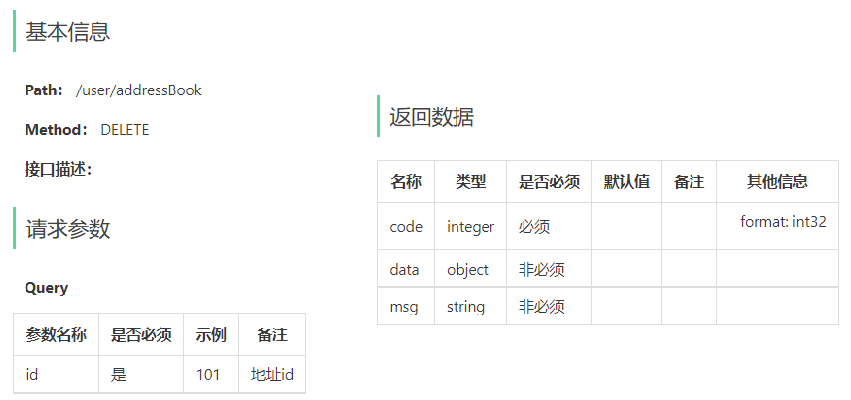 基本信息
Path： /user/addressBook
Method： DELETE
接口描述：
请求参数
Query
参数名称 是否必须 示例 备注
id 是 101 地址id
返回数据
名称 类型 是否必须 默认值 备注 其他信息
code integer 必须 format: int32
data object 非必须
msg string 非必须